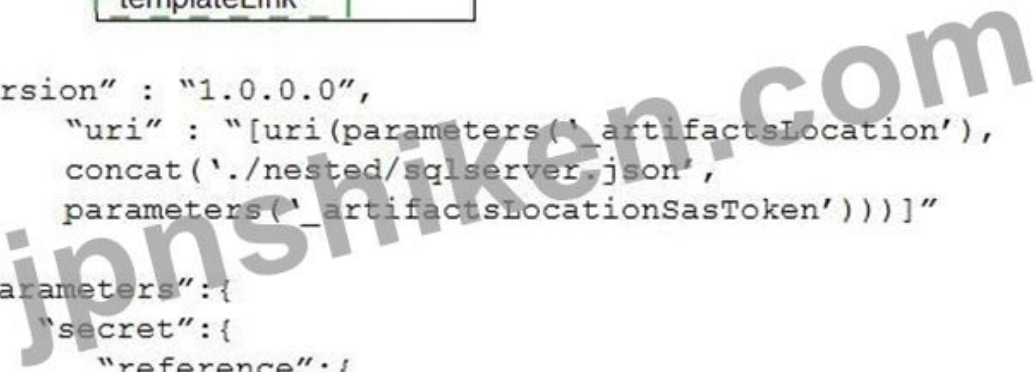 templateLink
rsion" : "1.0.0.0",
"uri" : "[uri(parameters('_artifactsLocation'),
concat('./nested/sqlserver.json',
parameters('_artifactsLocationSasToken')))]"
arameters":{
"secret":{
"reference":{
jpnshiken.com